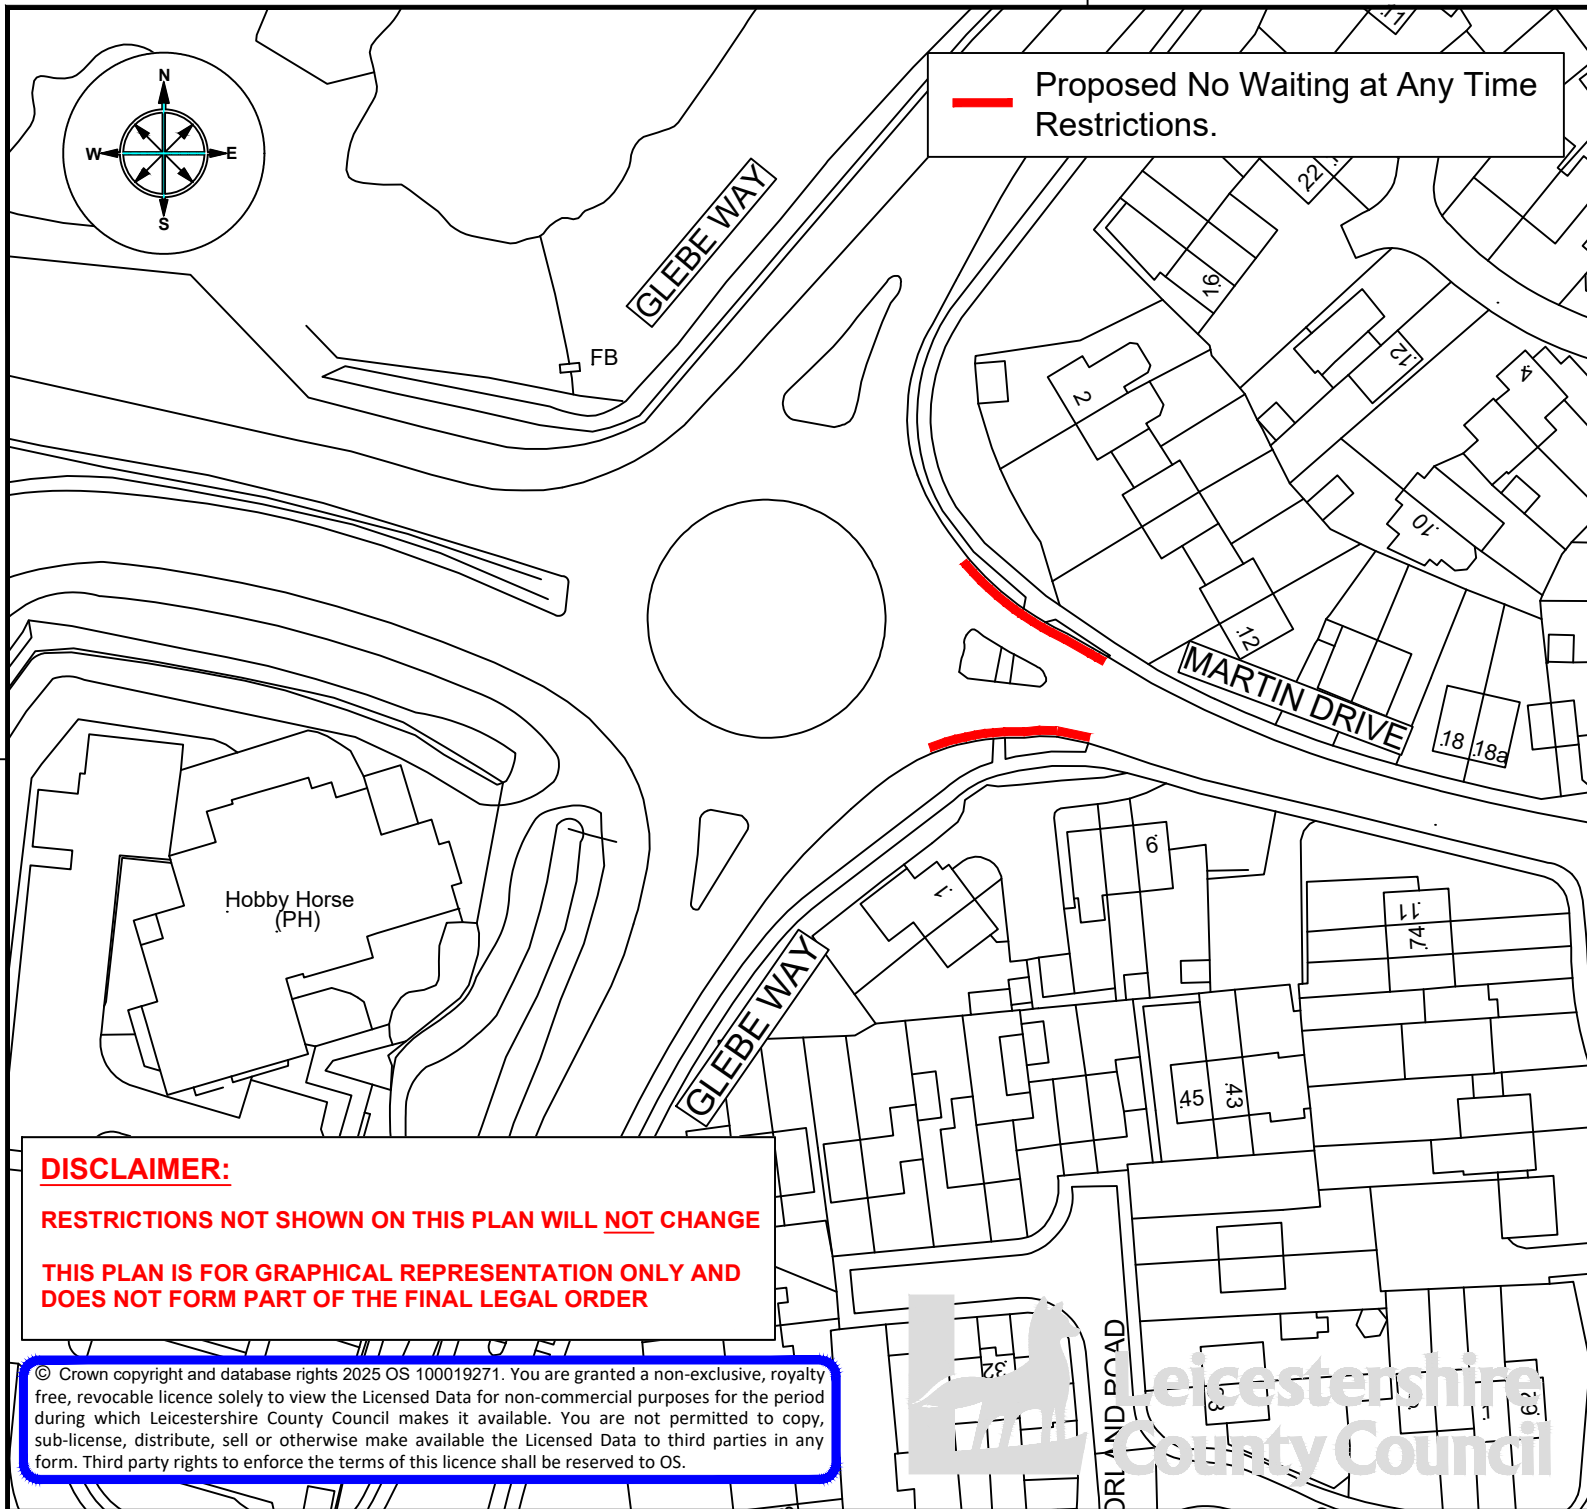 N
W
E
S
Proposed No Waiting at Any Time
Restrictions.
GLEBE WAY
FB
11
22
9
2
12
4
10
12
MARTIN DRIVE
18
18a
Hobby Horse
(PH)
1
9
11
74
GLEBE WAY
45
43
DISCLAIMER:
RESTRICTIONS NOT SHOWN ON THIS PLAN WILL NOT CHANGE
THIS PLAN IS FOR GRAPHICAL REPRESENTATION ONLY AND
DOES NOT FORM PART OF THE FINAL LEGAL ORDER
32
ORLAND ROAD
Leicestershire
County Council
© Crown copyright and database rights 2025 OS 100019271. You are granted a non-exclusive, royalty
free, revocable licence solely to view the Licensed Data for non-commercial purposes for the period
during which Leicestershire County Council makes it available. You are not permitted to copy,
sub-license, distribute, sell or otherwise make available the Licensed Data to third parties in any
form. Third party rights to enforce the terms of this licence shall be reserved to OS.